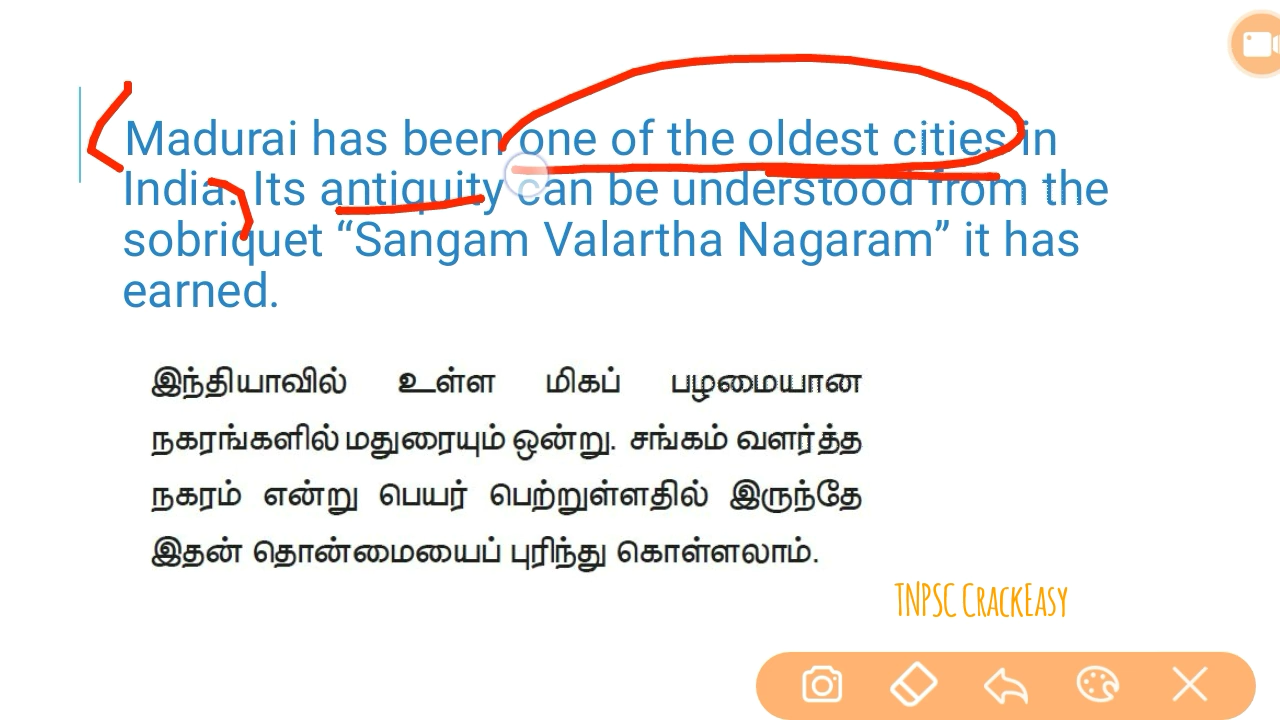 Madurai has been one of the oldest cities in
India. Its antiquity can be understood from the
sobriquet “Sangam Valartha Nagaram” it has
earned.
இந்தியாவில் உள்ள மிகப் பழமையான
நகரங்களில் மதுரையும் ஒன்று. சங்கம் வளர்த்த
நகரம் என்று பெயர் பெற்றுள்ளதில் இருந்தே
இதன் தொன்மையைப் புரிந்து கொள்ளலாம்.
TNPSC CrackEasy